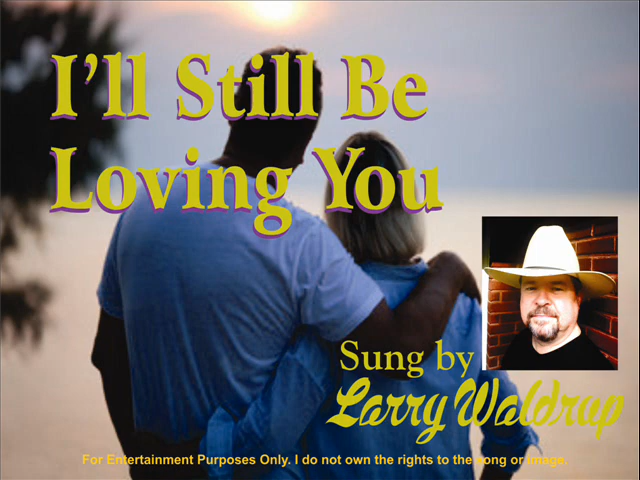 I'll Still Be
Loving You
Sung by
Larry Waldrup
For Entertainment Purposes Only. I do not own the rights to the song or image.